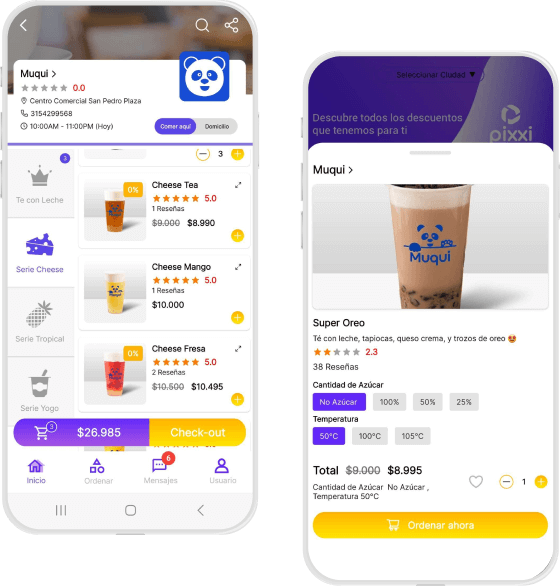 Muqui >
0.0
Centro Comercial San Pedro Plaza
3154299568
10:00AM - 11:00PM (Hoy)
Comer aquí
Domicilio
3
Te con Leche
Serie Cheese
Serie Tropical
Serie Yogo
3
0%
Cheese Tea
5.0
1 Reseñas
$9.000 $8.990
Cheese Mango
5.0
1 Reseñas
$10.000
0%
Cheese Fresa
5.0
2 Reseñas
$10.500 $10.495
3
$26.985
Check-out
Inicio
Ordenar
6
Mensajes
Usuario
Seleccionar Ciudad ▼
Descubre todos los descuentos
que tenemos para ti
pixxi
Muqui >
Muqui
Super Oreo
Té con leche, tapiocas, queso crema, y trozos de oreo 😍
2.3
38 Reseñas
Cantidad de Azúcar
No Azúcar 100% 50% 25%
Temperatura
50°C 100°C 105°C
Total $9.000 $8.995
Cantidad de Azúcar No Azúcar ,
Temperatura 50°C
1
Ordenar ahora